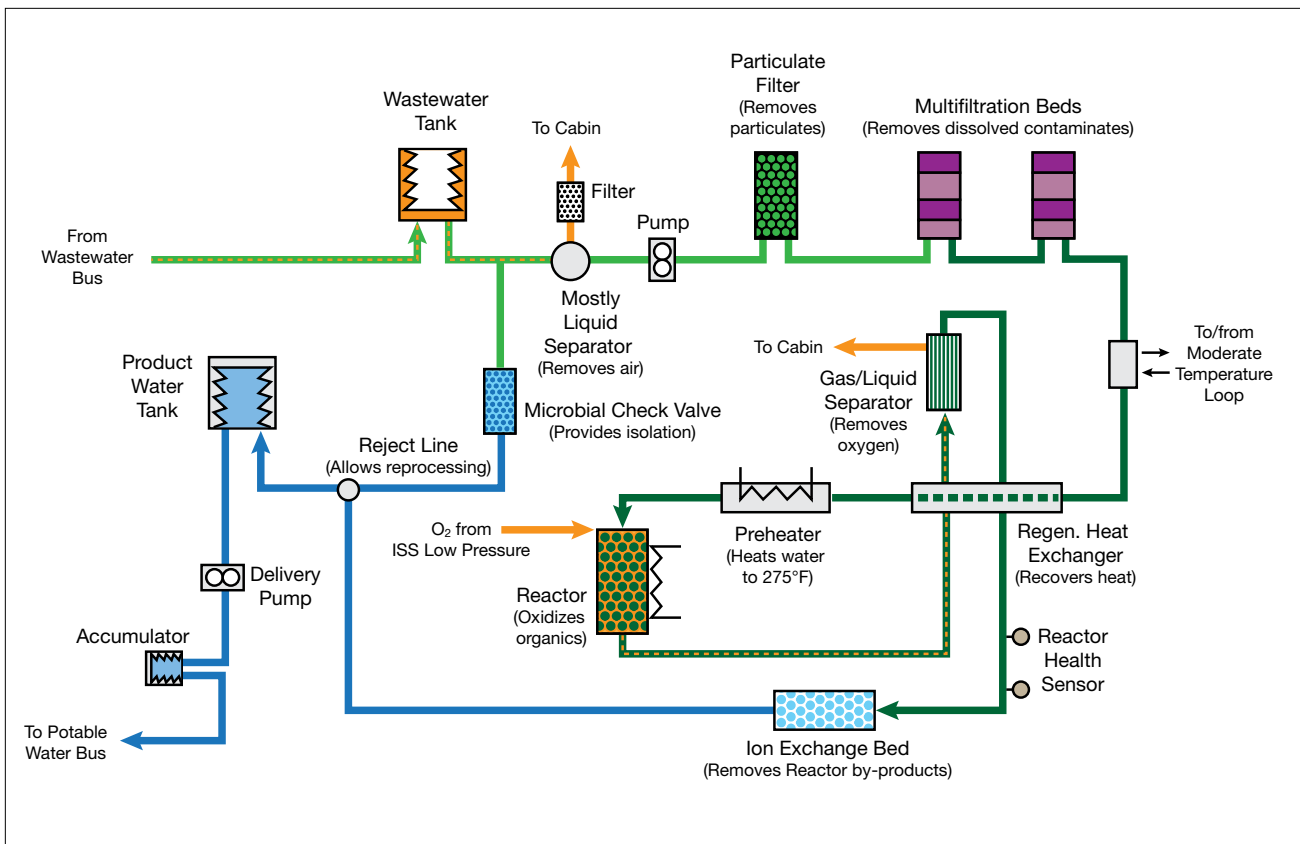 Particulate
Filter
(Removes
particulates)
Multifiltration Beds
(Removes dissolved contaminates)
Wastewater
Tank
To Cabin
Filter
Pump
From
Wastewater
Bus
Mostly
Liquid
Separator
(Removes air)
To/from
Moderate
Temperature
Loop
To Cabin
Gas/Liquid
Separator
(Removes
oxygen)
Product
Water
Tank
Microbial Check Valve
(Provides isolation)
Reject Line
(Allows reprocessing)
O2 from
ISS Low Pressure
Preheater
(Heats water
to 275°F)
Regen. Heat
Exchanger
(Recovers heat)
Reactor
(Oxidizes
organics)
Delivery
Pump
Accumulator
Reactor
Health
Sensor
To Potable
Water Bus
Ion Exchange Bed
(Removes Reactor by-products)